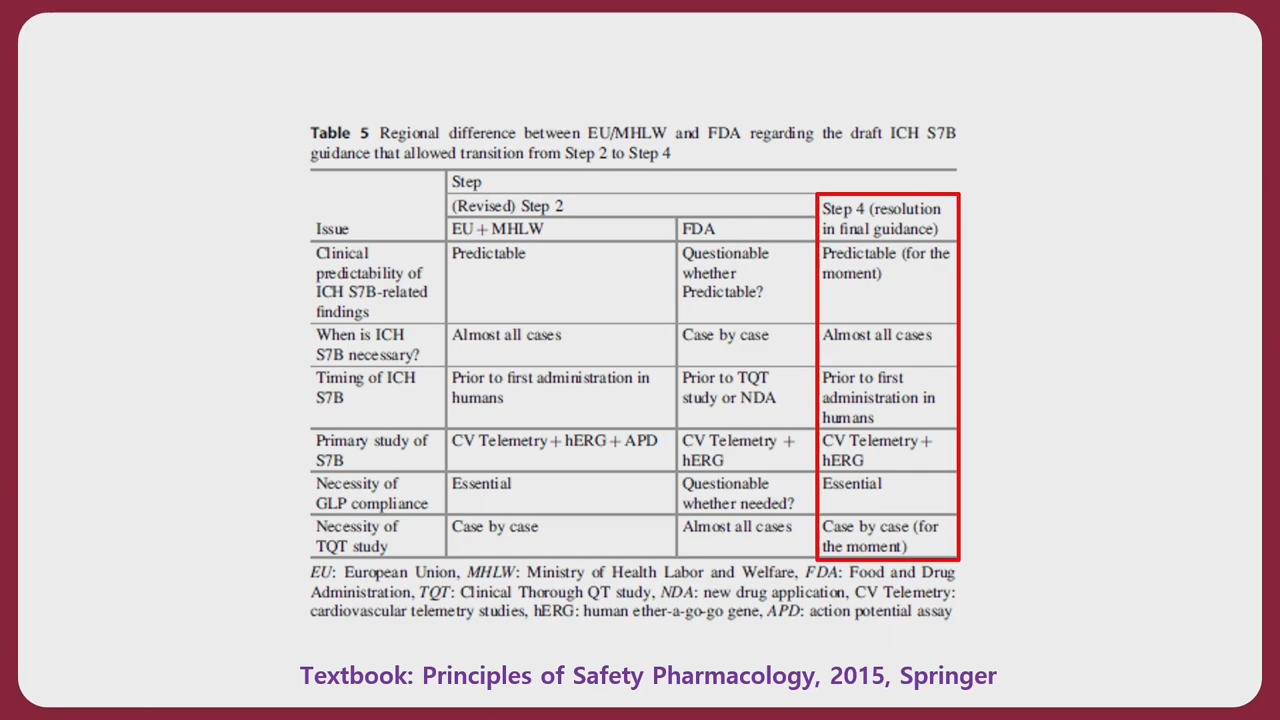 Table 5 Regional difference between EU/MHLW and FDA regarding the draft ICH S7B
guidance that allowed transition from Step 2 to Step 4
Step
(Revised) Step 2
Step 4 (resolution
in final guidance)
Issue
EU + MHLW
FDA
Clinical
predictability of
ICH S7B-related
findings
Predictable
Questionable
whether
Predictable?
Predictable (for the
moment)
When is ICH
S7B necessary?
Almost all cases
Case by case
Almost all cases
Timing of ICH
S7B
Prior to first administration in
humans
Prior to TQT
study or NDA
Prior to first
administration in
humans
Primary study of
S7B
CV Telemetry + hERG + APD
CV Telemetry +
hERG
CV Telemetry +
hERG
Necessity of
GLP compliance
Essential
Questionable
whether needed?
Essential
Necessity of
TQT study
Case by case
Almost all cases
Case by case (for
the moment)
EU: European Union, MHLW: Ministry of Health Labor and Welfare, FDA: Food and Drug
Administration, TQT: Clinical Thorough QT study, NDA: new drug application, CV Telemetry:
cardiovascular telemetry studies, hERG: human ether-a-go-go gene, APD: action potential assay
Textbook: Principles of Safety Pharmacology, 2015, Springer